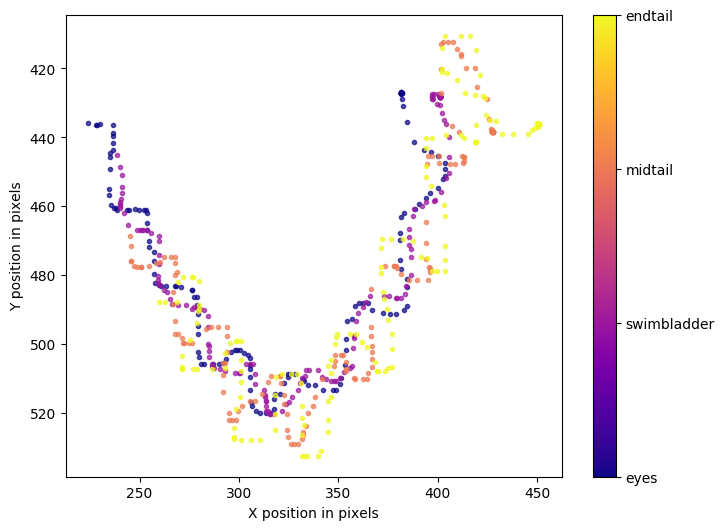 endtail
420
440
midtail
460
Y position in pixels
480
swimbladder
500
520
eyes
250 300 350 400 450
X position in pixels